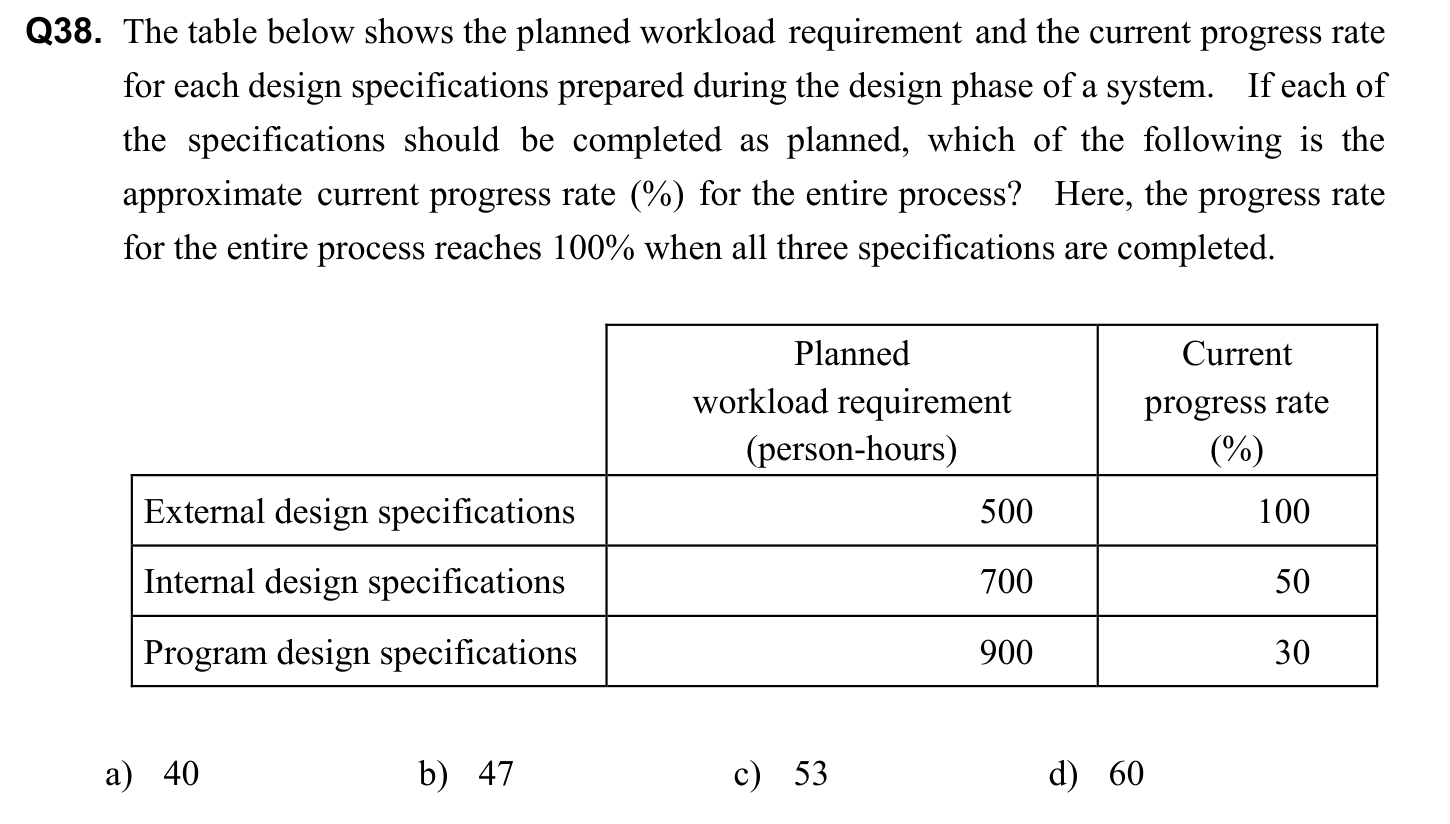 Q38. The table below shows the planned workload requirement and the current progress rate
for each design specifications prepared during the design phase of a system. If each of
the specifications should be completed as planned, which of the following is the
approximate current progress rate (%) for the entire process? Here, the progress rate
for the entire process reaches 100% when all three specifications are completed.
Planned
workload requirement
(person-hours)
Current
progress rate
(%)
External design specifications 500 100
Internal design specifications 700 50
Program design specifications 900 30
a) 40 b) 47 c) 53 d) 60